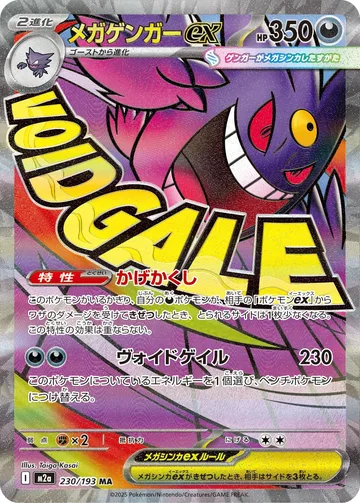 2進化
メガゲンガーex
HP350
ゴーストから進化
ゲンガーがメガシンカしたすがた
VOIDGALE
特性 かげかくし
このポケモンがいるかぎり、自分の悪ポケモンが、相手の「ポケモンex」から
ワザのダメージを受けてきぜつしたとき、とられるサイドは1枚少なくなる。
この特性の効果は重ならない。
ヴォイドゲイル 230
このポケモンについているエネルギーを1個選び、ベンチポケモンにつけ替える。
弱点 ×2 抵抗力 にげる
Illus. Taiga Kasai
メガシンカexルール
I m2a 230/193 MA
メガシンカexがきぜつしたとき、相手はサイドを3枚とる。
©2025 Pokémon/Nintendo/Creatures/GAME FREAK.